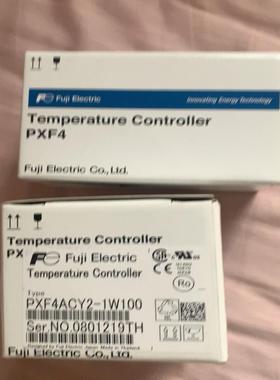 Fuji Electric
Innovating Energy Technology
Temperature Controller
PXF4
Fuji Electric Co.,Ltd.
Temperature Controller
PX
Fuji Electric
Temperature Controller
Type
PXF4ACY2-1W100
Ser.NO.0801219TH
Fuji Electric Co.,Ltd.